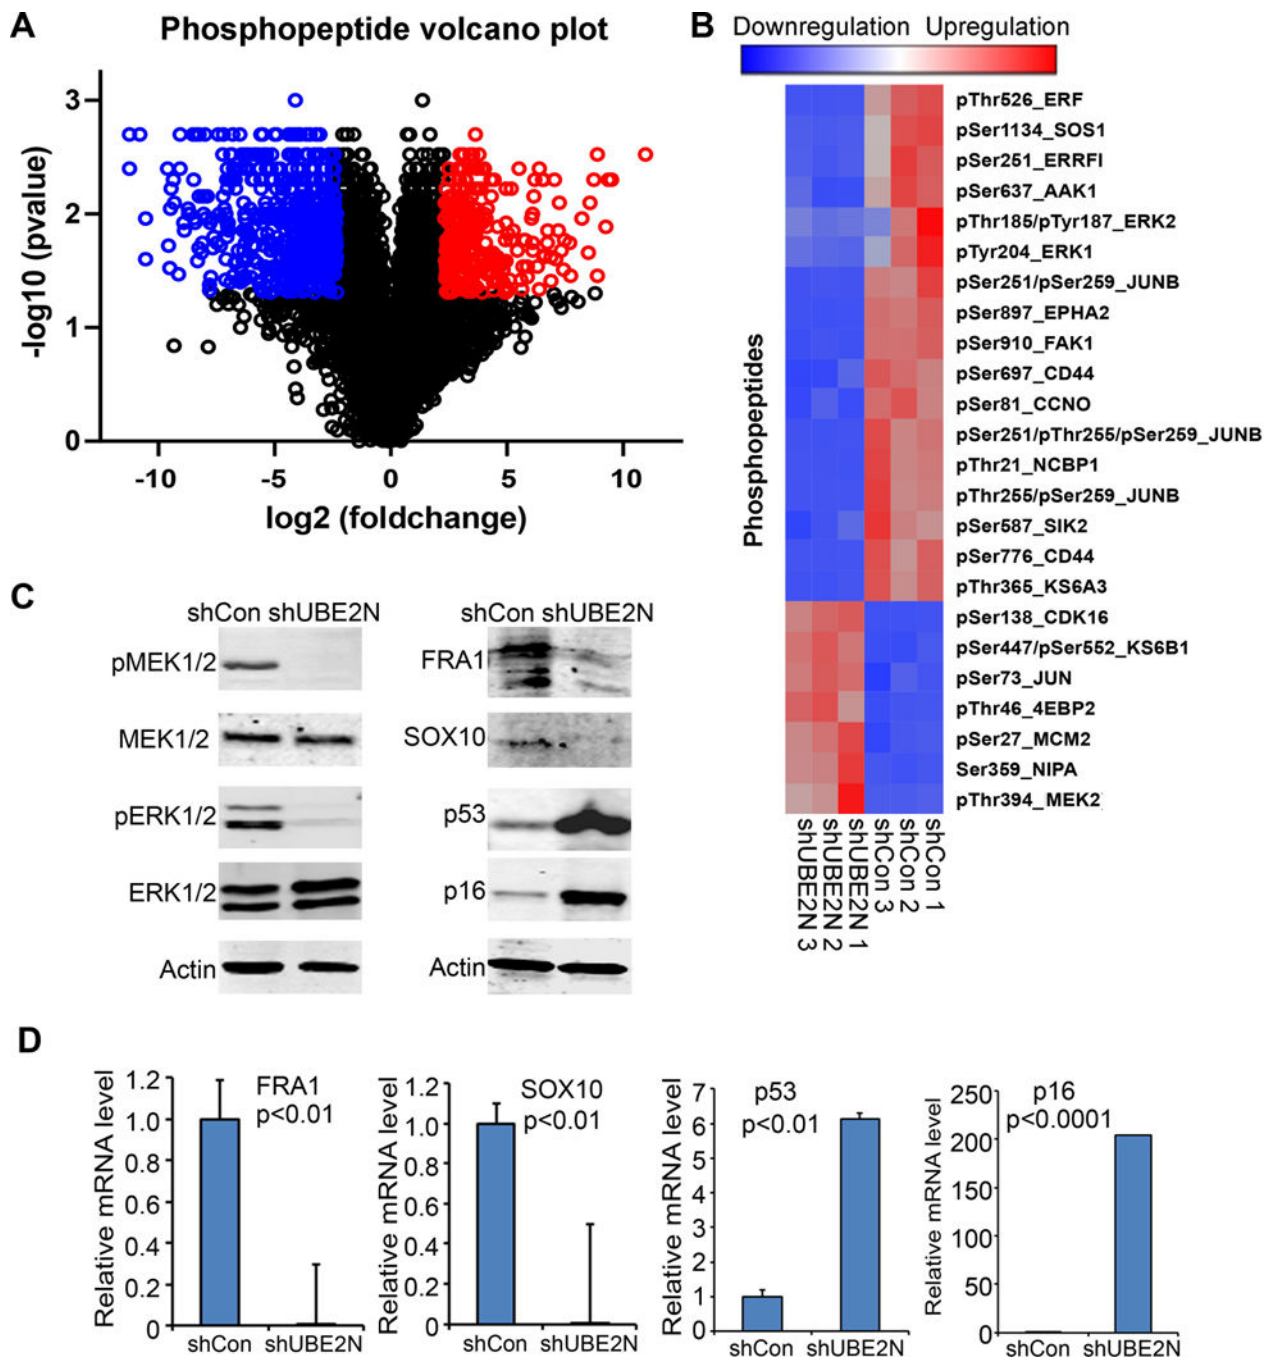 A
Phosphopeptide volcano plot
-log10 (pvalue)
3
2
1
0
-10
-5
0
5
10
log2 (foldchange)
B
Downregulation Upregulation
Phosphopeptides
pThr526_ERF
pSer1134_SOS1
pSer251_ERRFI
pSer637_AAK1
pThr185/pTyr187_ERK2
pTyr204_ERK1
pSer251/pSer259_JUNB
pSer897_EPHA2
pSer910_FAK1
pSer697_CD44
pSer81_CCNO
pSer251/pThr255/pSer259_JUNB
pThr21_NCBP1
pThr255/pSer259_JUNB
pSer587_SIK2
pSer776_CD44
pThr365_KS6A3
pSer138_CDK16
pSer447/pSer552_KS6B1
pSer73_JUN
pThr46_4EBP2
pSer27_MCM2
Ser359_NIPA
pThr394_MEK2
shUBE2N 3
shUBE2N 2
shUBE2N 1
shCon 3
shCon 2
shCon 1
C
shCon shUBE2N
pMEK1/2
MEK1/2
pERK1/2
ERK1/2
Actin
shCon shUBE2N
FRA1
SOX10
p53
p16
Actin
D
Relative mRNA level
1.2
1.0
0.8
0.6
0.4
0.2
0
FRA1
p<0.01
shCon shUBE2N
Relative mRNA level
1.2
1.0
0.8
0.6
0.4
0.2
0
SOX10
p<0.01
shCon shUBE2N
Relative mRNA level
7
6
5
4
3
2
1
0
p53
p<0.01
shCon shUBE2N
Relative mRNA level
250
200
150
100
50
0
p16
p<0.0001
shCon shUBE2N